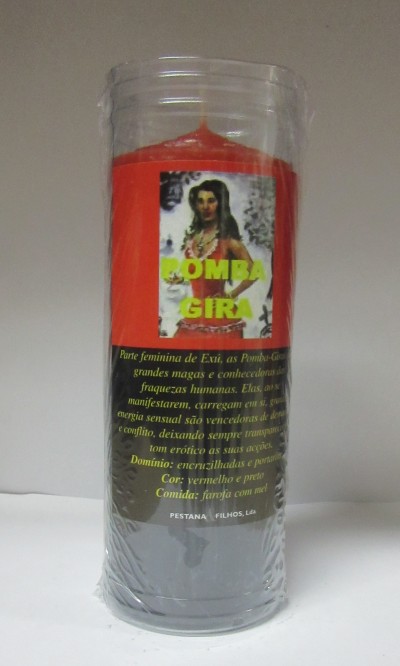 POMBA
GIRA
Parte feminina de Exú, as Pomba-Giras
grandes magas e conhecedoras das
fraquezas humanas. Elas, ao se
manifestarem, carregam em si, grande
energia sensual são vencedoras de
e conflito, deixando sempre
tom erótico as suas acções.
Domínio: encruzilhadas e
Cor: vermelho e preto
Comida: farofa com mel
PESTANA FILHOS, Lda